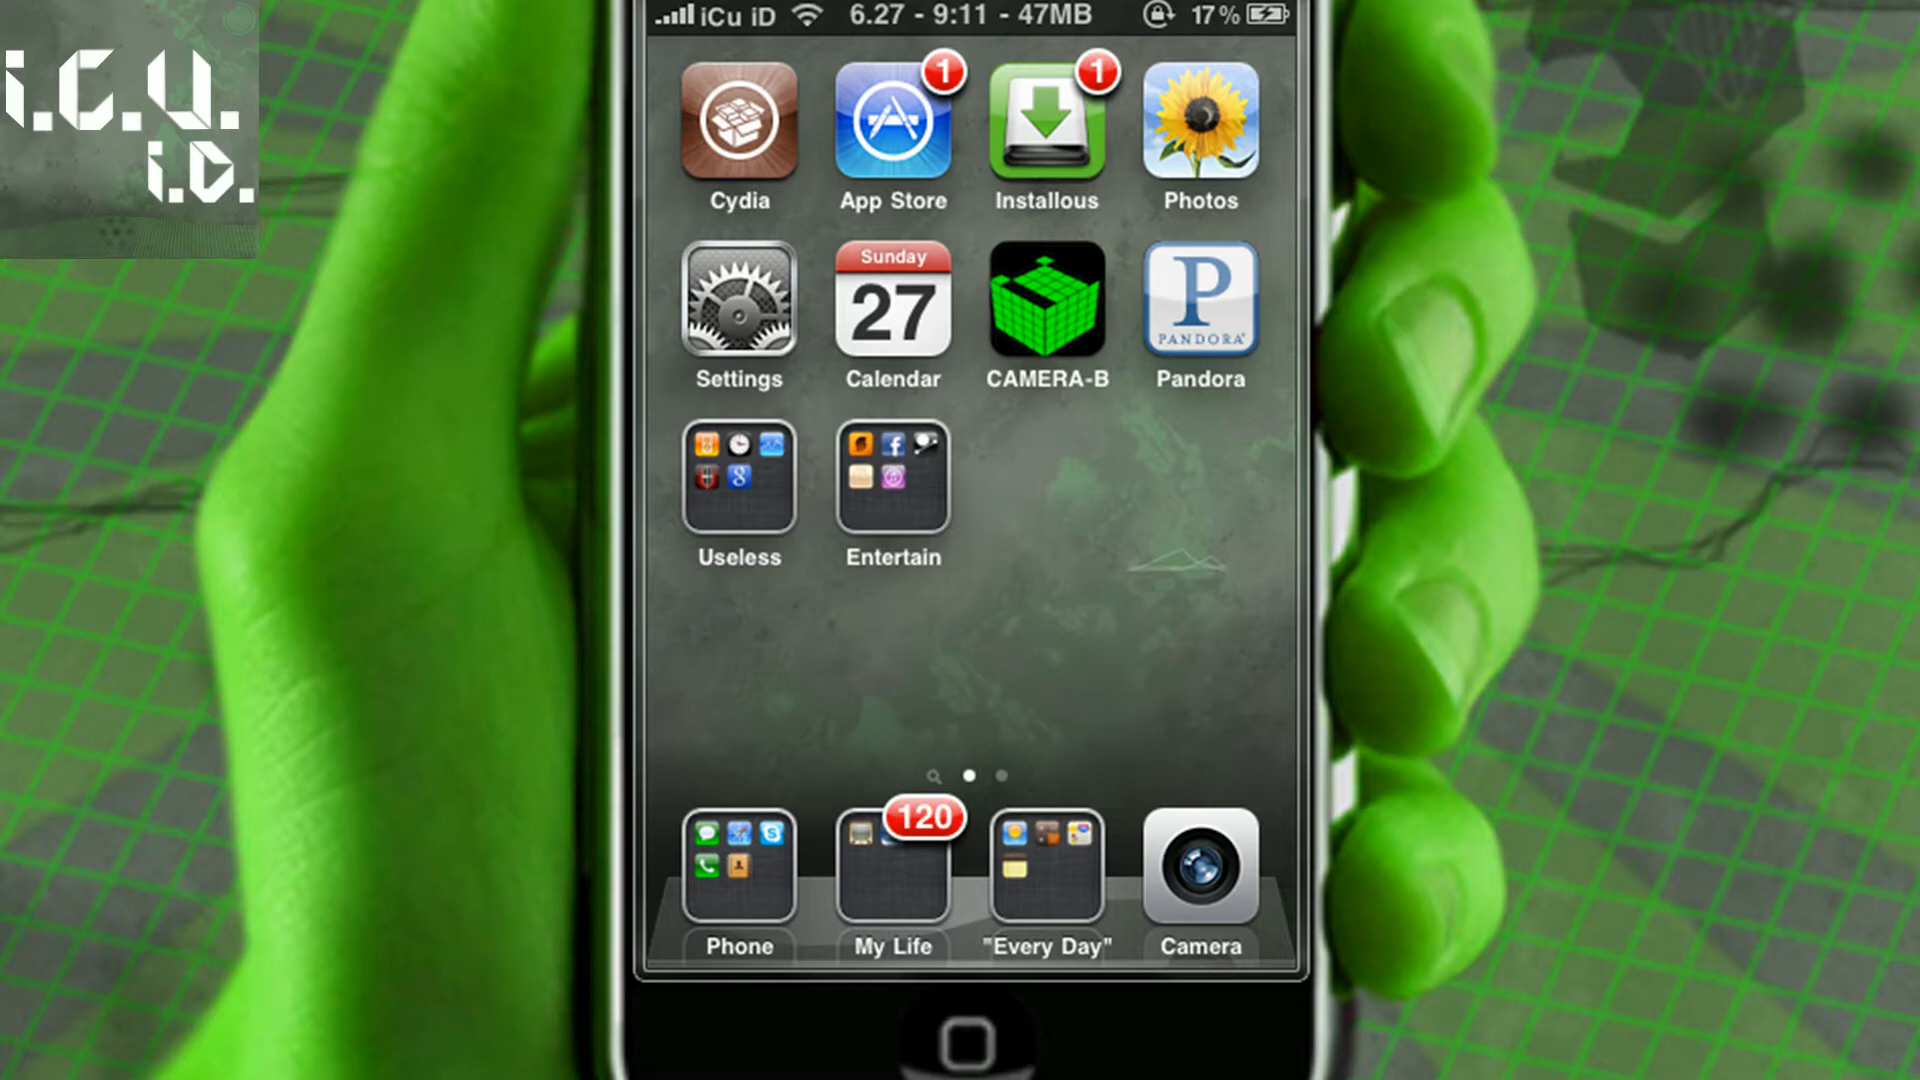 i.C.U.
i.D.
iCu iD 6.27 - 9:11 - 47MB 17%
1 1
Cydia App Store Installous Photos
Sunday
27
P
PANDORA
Settings Calendar CAMERA-B Pandora
Useless Entertain
120
Phone My Life "Every Day" Camera